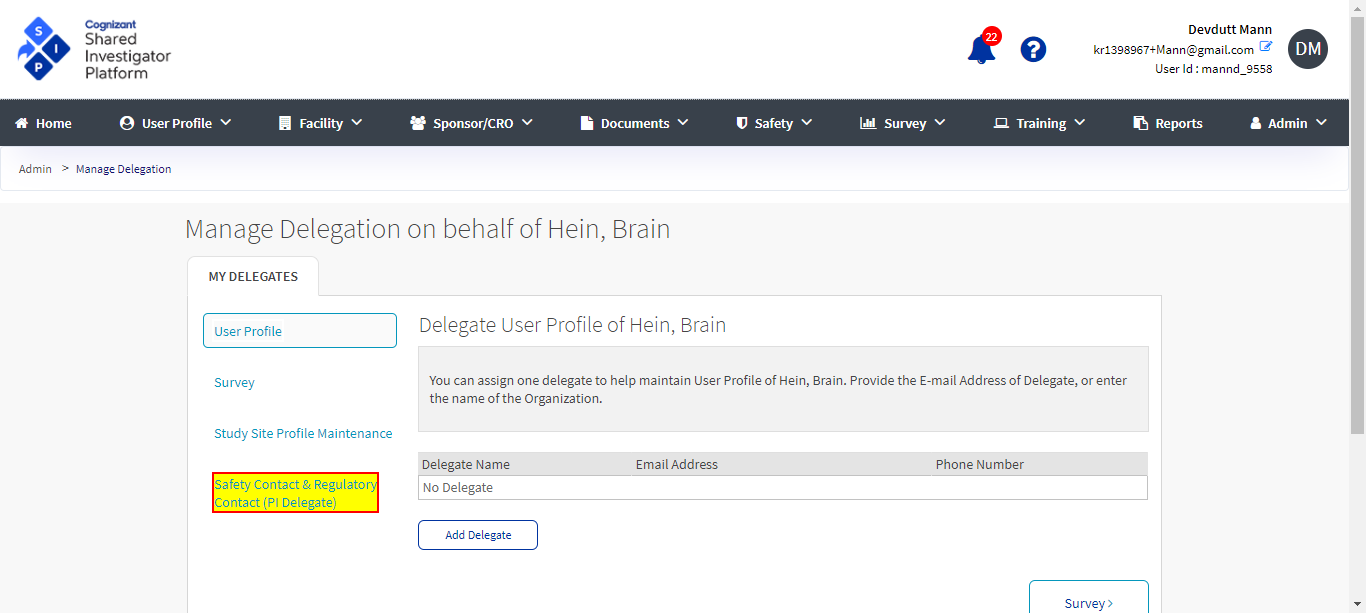 S
I
P
Cognizant
Shared
Investigator
Platform
22
?
Devdutt Mann
kr1398967+Mann@gmail.com
User Id : mannd_9558
DM
Home User Profile Facility Sponsor/CRO Documents Safety Survey Training Reports Admin
Admin > Manage Delegation
Manage Delegation on behalf of Hein, Brain
MY DELEGATES
User Profile
Survey
Study Site Profile Maintenance
Safety Contact & Regulatory
Contact (PI Delegate)
Delegate User Profile of Hein, Brain
You can assign one delegate to help maintain User Profile of Hein, Brain. Provide the E-mail Address of Delegate, or enter
the name of the Organization.
Delegate Name Email Address Phone Number
No Delegate
Add Delegate
Survey >